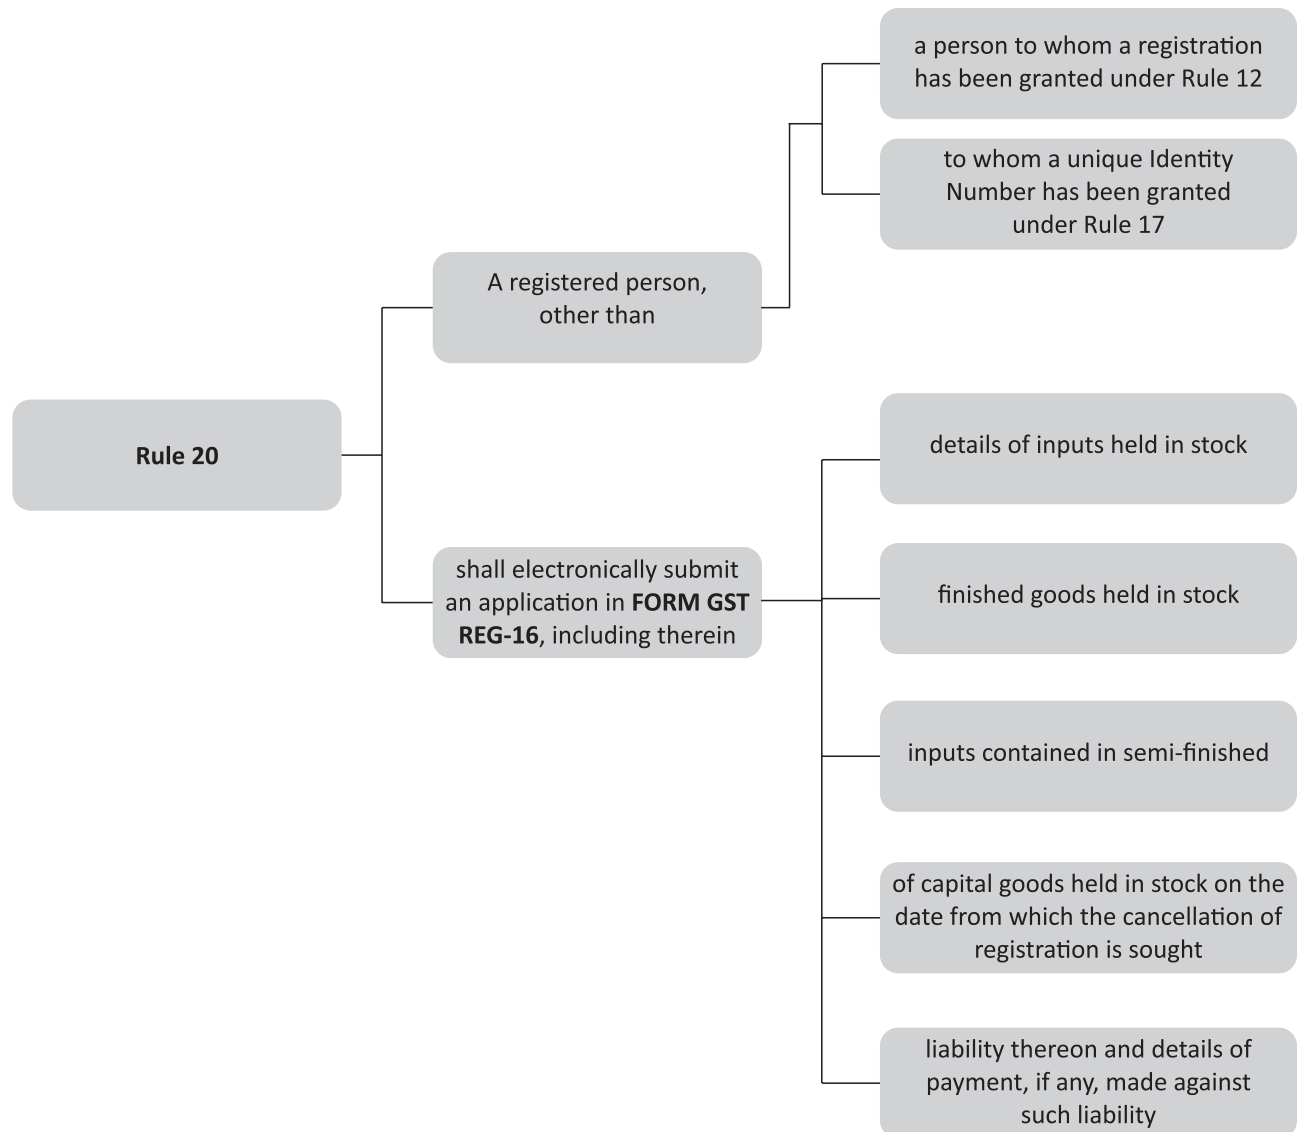 a person to whom a registration
has been granted under Rule 12
to whom a unique Identity
Number has been granted
under Rule 17
A registered person,
other than
Rule 20
details of inputs held in stock
shall electronically submit
an application in FORM GST
REG-16, including therein
finished goods held in stock
inputs contained in semi-finished
of capital goods held in stock on the
date from which the cancellation of
registration is sought
liability thereon and details of
payment, if any, made against
such liability